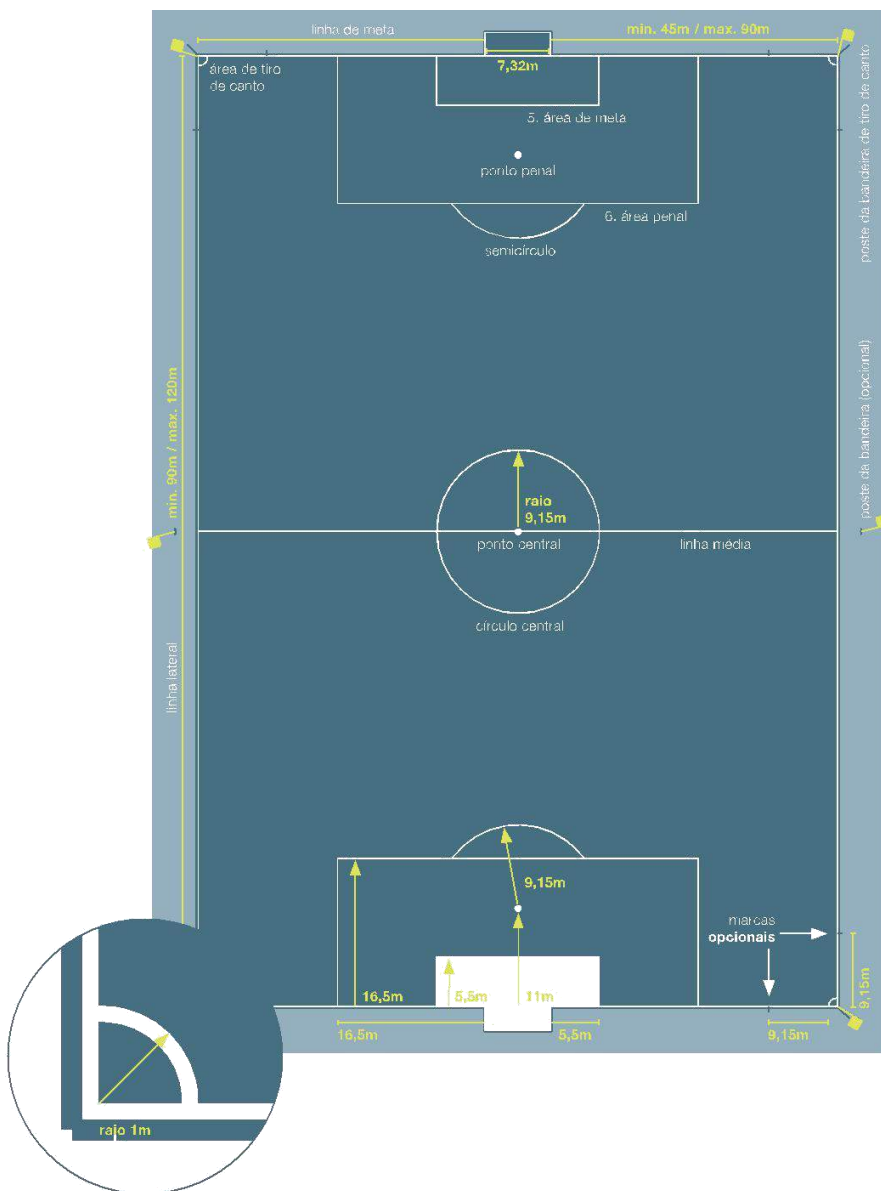 linha de meta
min. 45m / max. 90m
7,32m
área de tiro
de canto
poste da bandeira de tiro de canto
5. área de meta
ponto penal
6. área penal
semicírculo
min. 90m / max. 120m
poste da bandeira (opcional)
raio
9,15m
ponto central
linha média
círculo central
linha lateral
9,15m
marcas
opcionais
16,5m
5,5m
11m
9,15m
16,5m
5,5m
9,15m
raio 1m